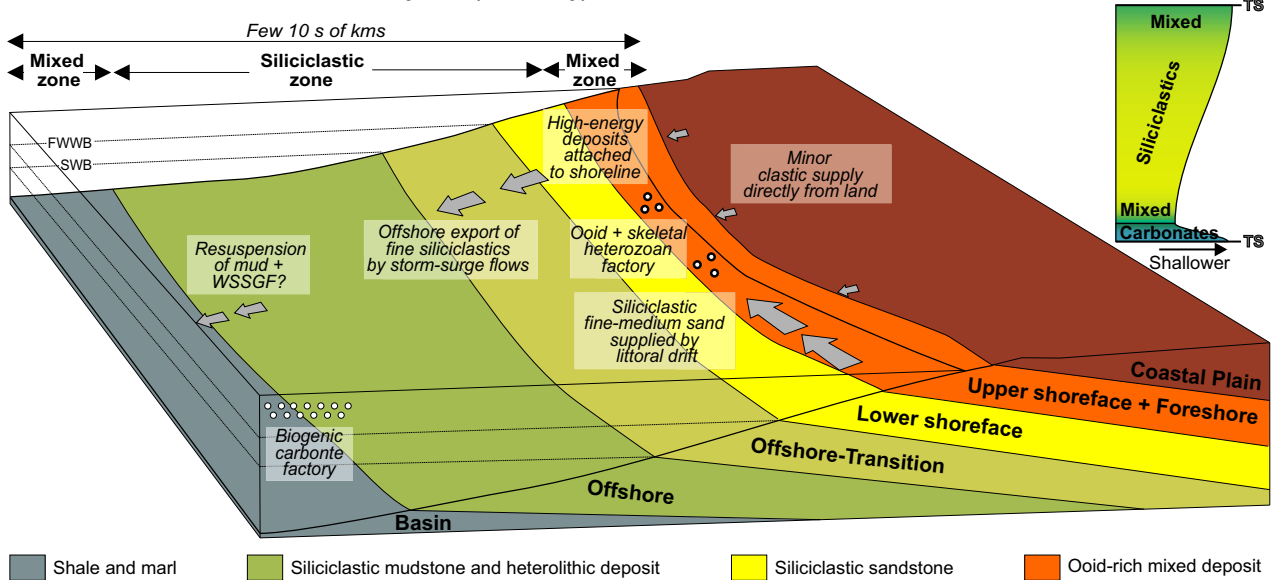 Few 10 s of kms
Mixed
zone
Siliciclastic
zone
Mixed
zone
FWWB
SWB
High-energy
deposits
attached
to shoreline
Minor
clastic supply
directly from land
Resuspension
of mud +
WSSGF?
Offshore export of
fine siliciclastics
by storm-surge flows
Ooid + skeletal
heterozoan
factory
Siliciclastic
fine-medium sand
supplied by
littoral drift
Biogenic
carbonte
factory
Coastal Plain
Upper shoreface + Foreshore
Lower shoreface
Offshore-Transition
Offshore
Basin
TS
Mixed
Siliciclastics
Mixed
Carbonates
TS
Shallower
Shale and marl
Siliciclastic mudstone and heterolithic deposit
Siliciclastic sandstone
Ooid-rich mixed deposit